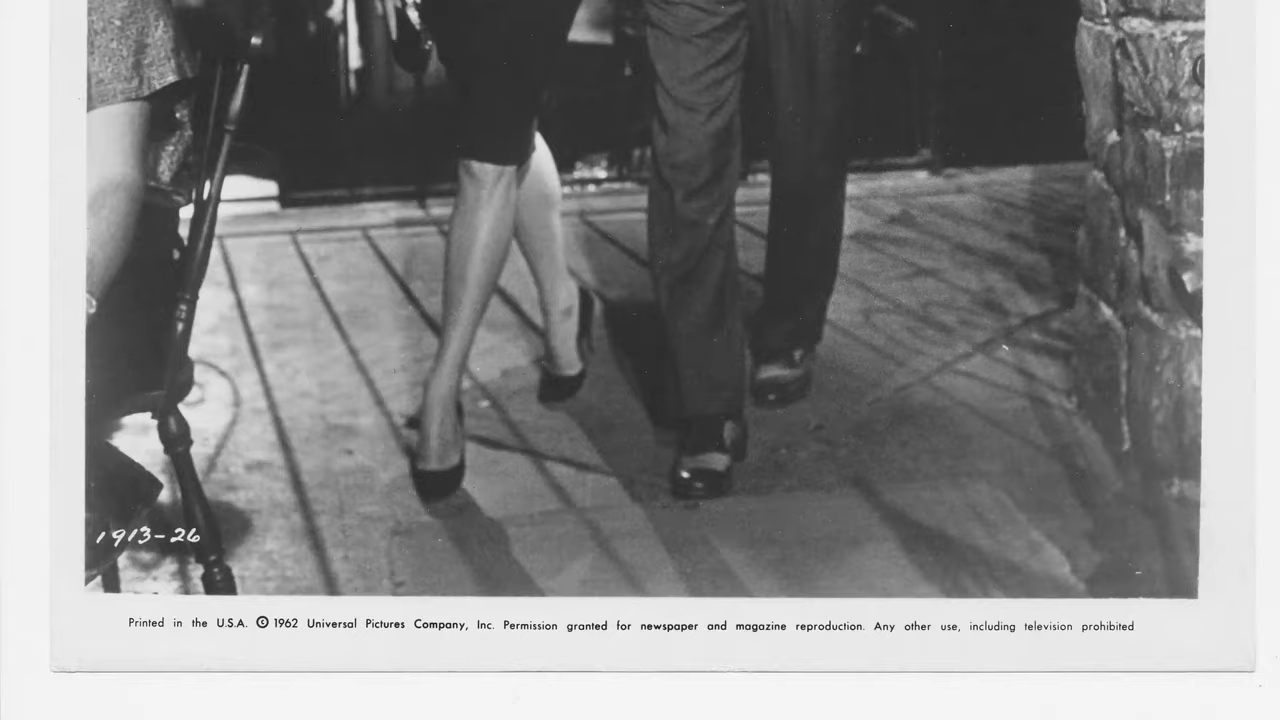 1913-26
Printed in the U.S.A. © 1962 Universal Pictures Company, Inc. Permission granted for newspaper and magazine reproduction. Any other use, including television prohibited